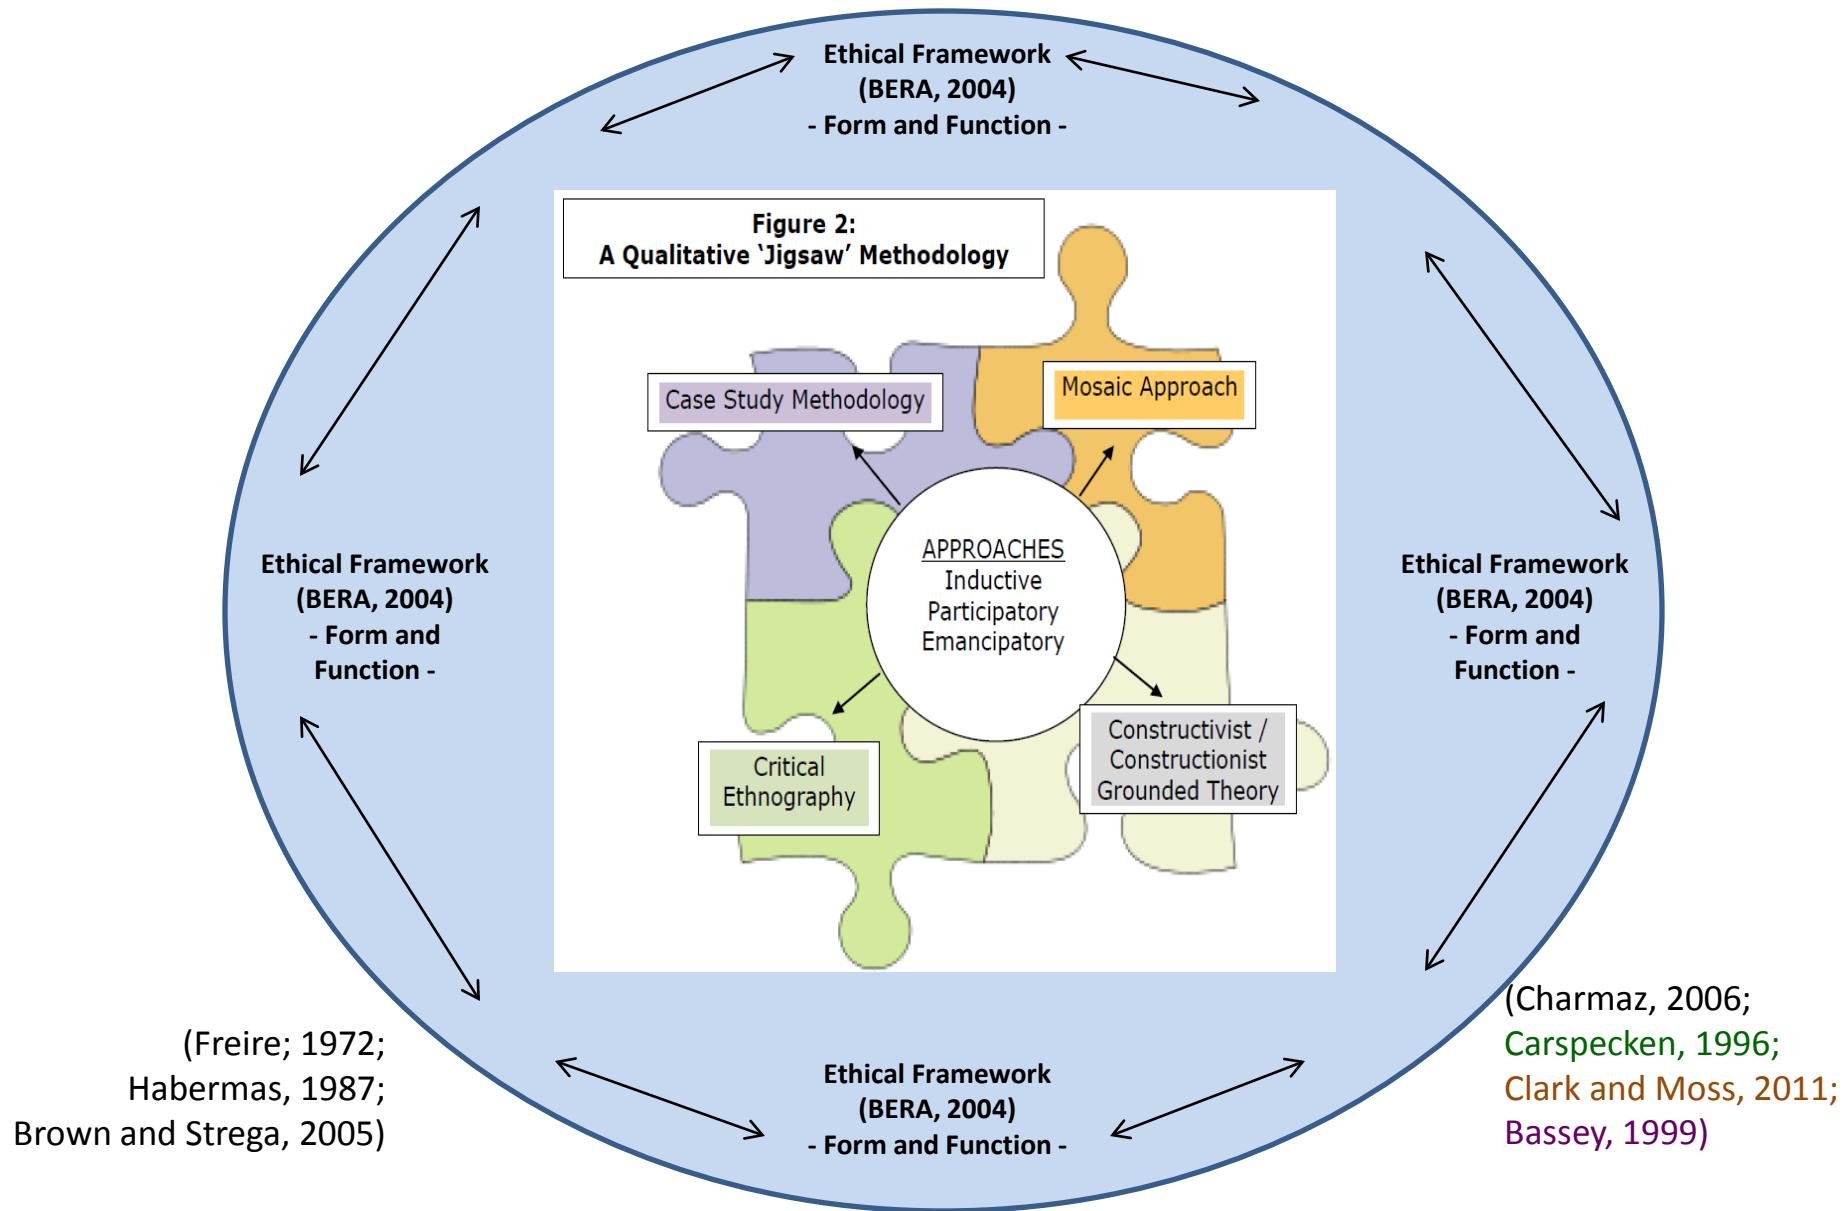 Ethical Framework
(BERA, 2004)
- Form and Function -
Figure 2:
A Qualitative ‘Jigsaw’ Methodology
Case Study Methodology
Mosaic Approach
APPROACHES
Inductive
Participatory
Emancipatory
Ethical Framework
(BERA, 2004)
- Form and
Function -
Ethical Framework
(BERA, 2004)
- Form and
Function -
Critical
Ethnography
Constructivist /
Constructionist
Grounded Theory
(Freire; 1972;
Habermas, 1987;
Brown and Strega, 2005)
Ethical Framework
(BERA, 2004)
- Form and Function -
(Charmaz, 2006;
Carspecken, 1996;
Clark and Moss, 2011;
Bassey, 1999)